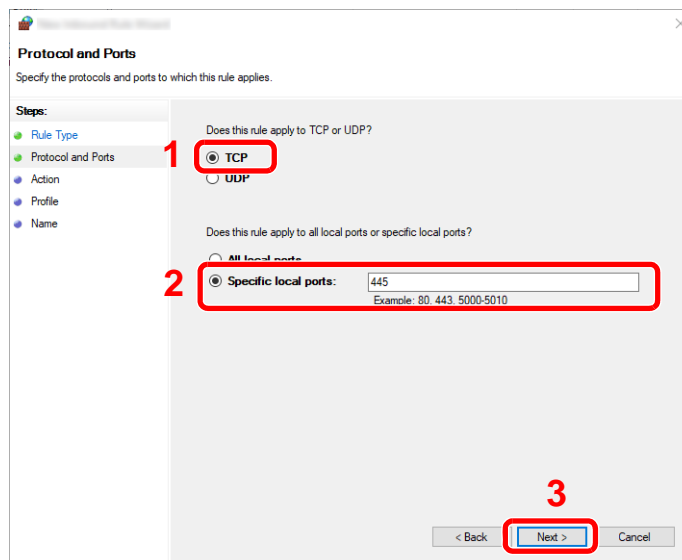 Protocol and Ports
Specify the protocols and ports to which this rule applies.
Steps:
Rule Type
Protocol and Ports
Action
Profile
Name
Does this rule apply to TCP or UDP?
1
TCP
UDP
Does this rule apply to all local ports or specific local ports?
All local ports
2
Specific local ports:
445
Example: 80, 443, 5000-5010
3
< Back
Next >
Cancel